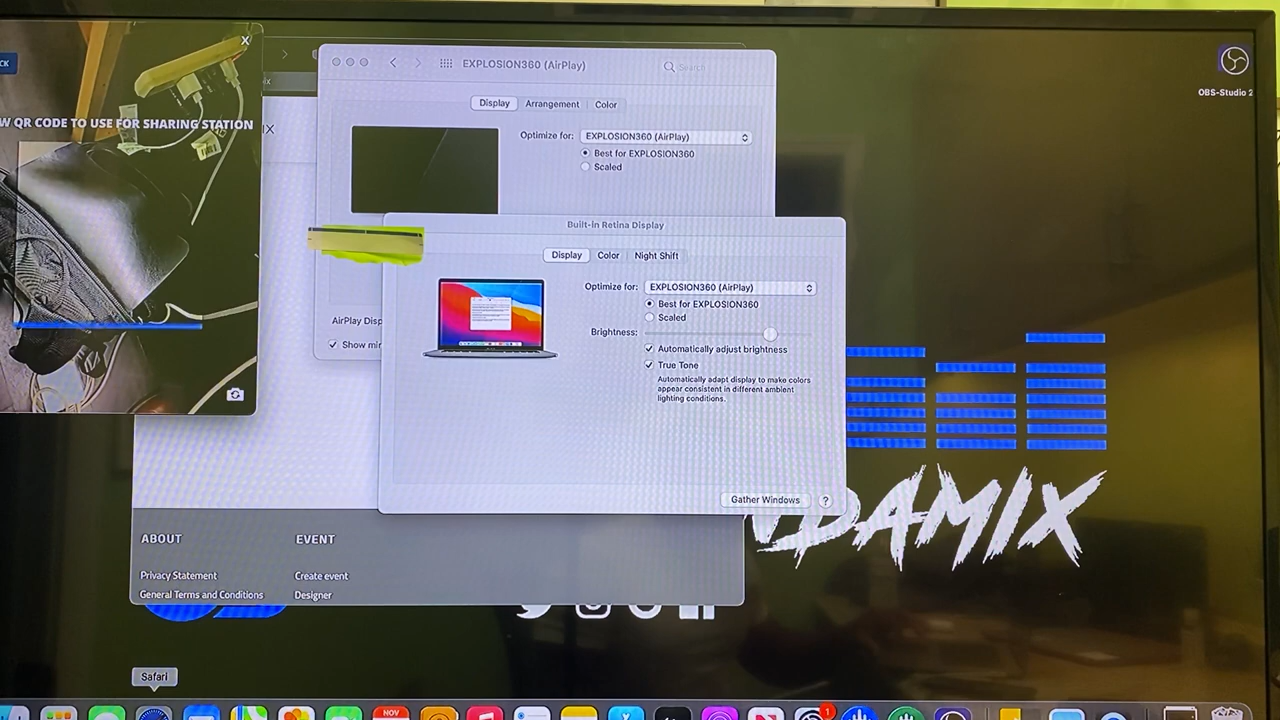 OBS-Studio 2
CK
W QR CODE TO USE FOR SHARING STATION
IX
EXPLOSION360 (AirPlay)
Search
Display Arrangement Color
Optimize for: EXPLOSION360 (AirPlay)
Best for EXPLOSION360
Scaled
AirPlay Disp
Show mir
Built-in Retina Display
Display Color Night Shift
Optimize for: EXPLOSION360 (AirPlay)
Best for EXPLOSION360
Scaled
Brightness:
Automatically adjust brightness
True Tone
Automatically adapt display to make colors
appear consistent in different ambient
lighting conditions.
Gather Windows ?
DAMIX
ABOUT EVENT
Privacy Statement Create event
General Terms and Conditions Designer
Safari
NOV
1